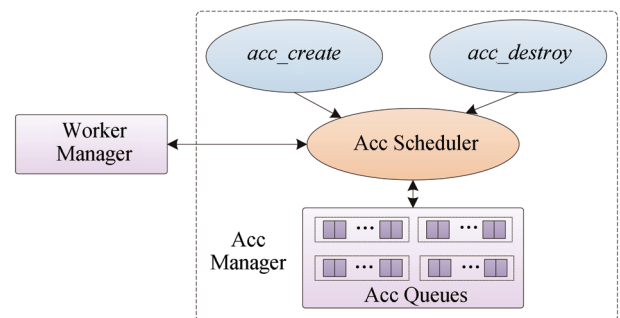 acc_create
acc_destroy
Worker
Manager
Acc Scheduler
Acc
Manager
Acc Queues